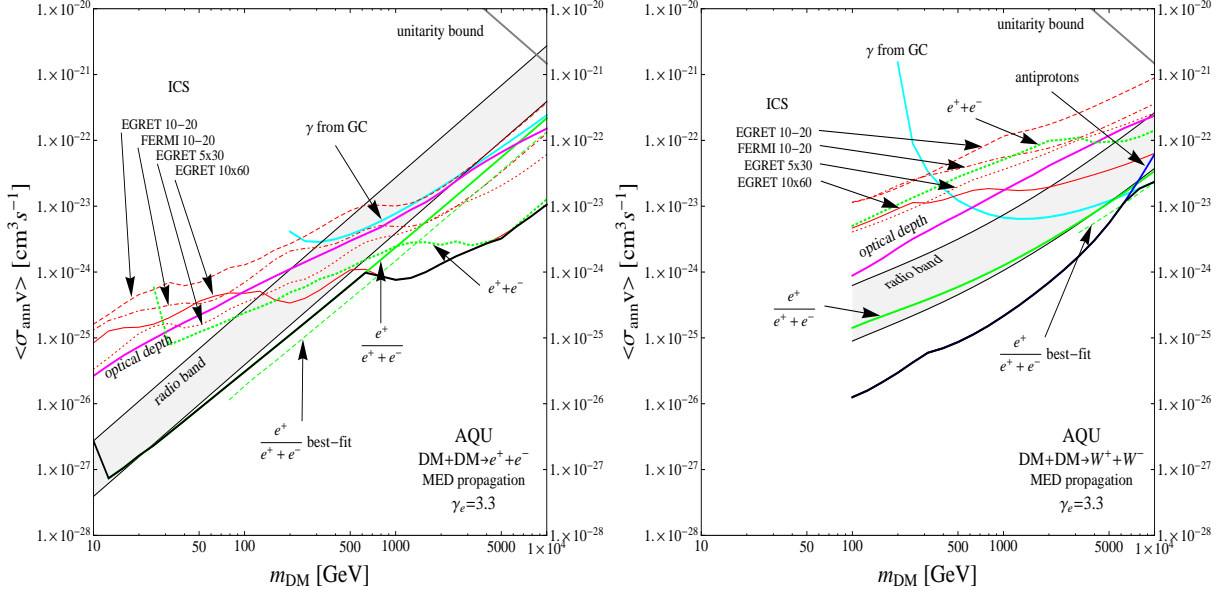 1.×10⁻²⁰
1.×10⁻²¹
1.×10⁻²²
1.×10⁻²³
1.×10⁻²⁴
1.×10⁻²⁵
1.×10⁻²⁶
1.×10⁻²⁷
1.×10⁻²⁸
<σ_ann v> [cm³s⁻¹]
unitarity bound
ICS
EGRET 10−20
FERMI 10−20
EGRET 5x30
EGRET 10x60
γ from GC
optical depth
radio band
e⁺+e⁻
e⁺
e⁺+e⁻
e⁺
e⁺+e⁻ best−fit
AQU
DM+DM→e⁺+e⁻
MED propagation
γ_e=3.3
10 50 100 500 1000 5000 1×10⁴
m_DM [GeV]
1.×10⁻²⁰
1.×10⁻²¹
1.×10⁻²²
1.×10⁻²³
1.×10⁻²⁴
1.×10⁻²⁵
1.×10⁻²⁶
1.×10⁻²⁷
1.×10⁻²⁸
<σ_ann v> [cm³s⁻¹]
1.×10⁻²⁰
1.×10⁻²¹
1.×10⁻²²
1.×10⁻²³
1.×10⁻²⁴
1.×10⁻²⁵
1.×10⁻²⁶
1.×10⁻²⁷
1.×10⁻²⁸
unitarity bound
γ from GC
antiprotons
ICS
e⁺+e⁻
EGRET 10−20
FERMI 10−20
EGRET 5x30
EGRET 10x60
optical depth
radio band
e⁺
e⁺+e⁻
e⁺
e⁺+e⁻ best−fit
AQU
DM+DM→W⁺+W⁻
MED propagation
γ_e=3.3
10 50 100 500 1000 5000 1×10⁴
m_DM [GeV]
1.×10⁻²⁰
1.×10⁻²¹
1.×10⁻²²
1.×10⁻²³
1.×10⁻²⁴
1.×10⁻²⁵
1.×10⁻²⁶
1.×10⁻²⁷
1.×10⁻²⁸